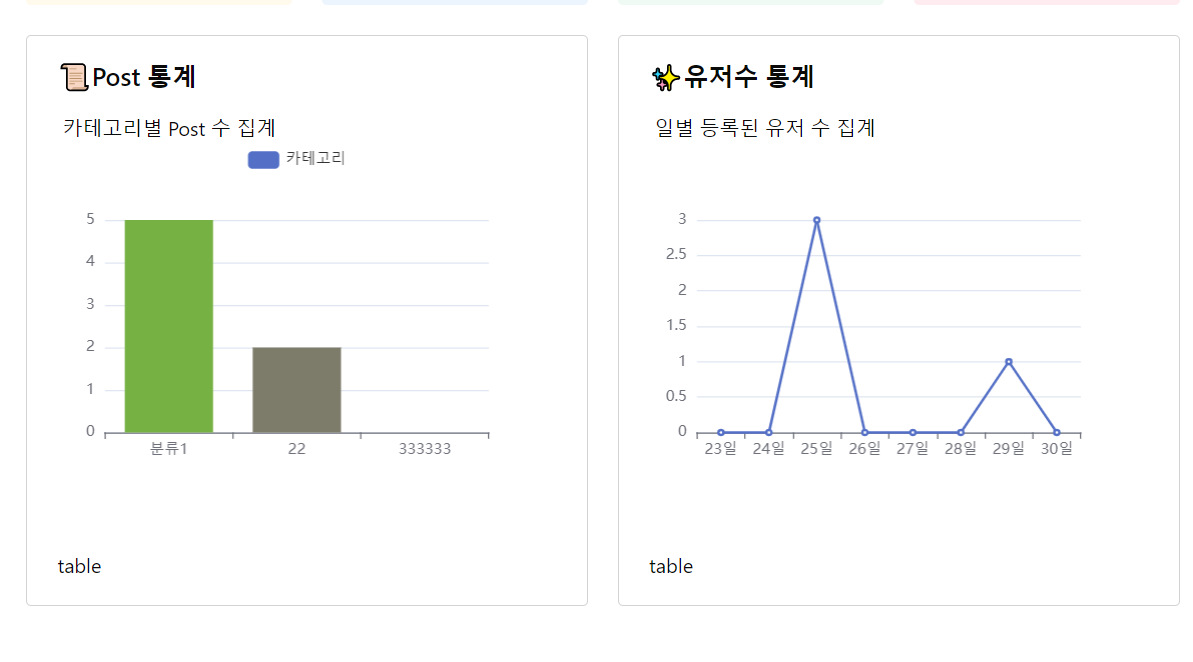 📜Post 통계
카테고리별 Post 수 집계
카테고리
5
4
3
2
1
0
분류1 22 333333
table
✨유저수 통계
일별 등록된 유저 수 집계
3
2.5
2
1.5
1
0.5
0
23일 24일 25일 26일 27일 28일 29일 30일
table